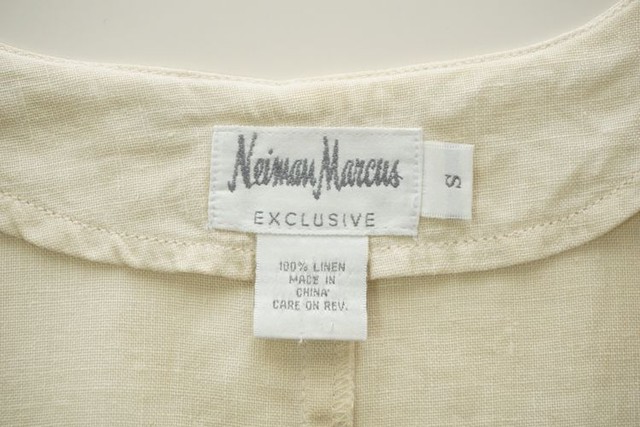 Neiman Marcus
EXCLUSIVE
S
100% LINEN
MADE IN
CHINA
CARE ON REV.